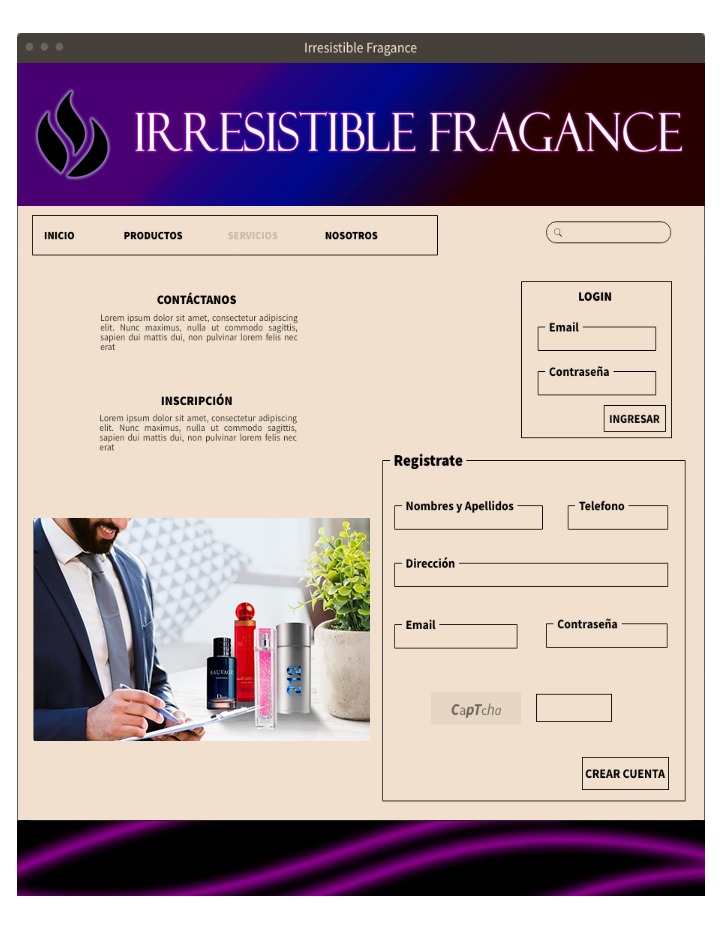 Irresistible Fragance
IRRESISTIBLE FRAGANCE
INICIO PRODUCTOS SERVICIOS NOSOTROS
CONTÁCTANOS
Lorem ipsum dolor sit amet, consectetur adipiscing
elit. Nunc maximus, nulla ut commodo sagittis,
sapien dui mattis dui, non pulvinar lorem felis nec
erat
INSCRIPCIÓN
Lorem ipsum dolor sit amet, consectetur adipiscing
elit. Nunc maximus, nulla ut commodo sagittis,
sapien dui mattis dui, non pulvinar lorem felis nec
erat
LOGIN
Email
Contraseña
INGRESAR
Registrate
Nombres y Apellidos Telefono
Dirección
Email Contraseña
CapTcha
CREAR CUENTA
SAUVAGE
Dior
212